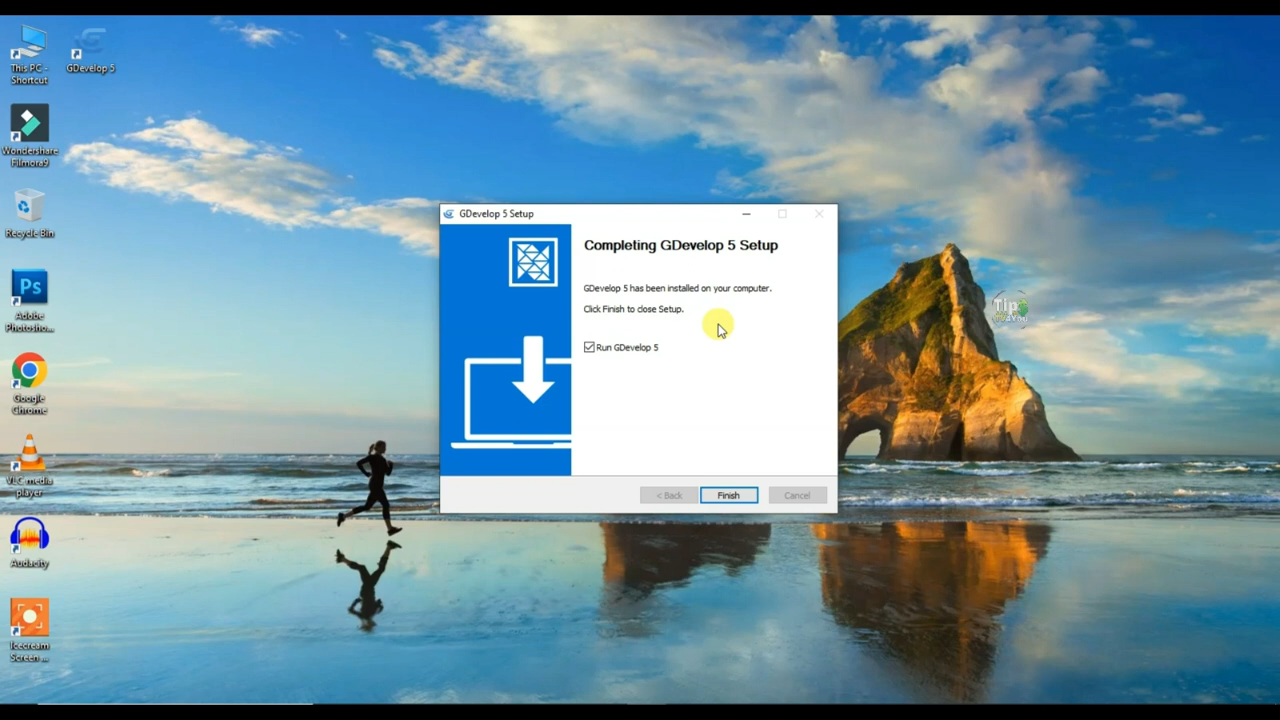 This PC -
Shortcut
GDevelop 5
Wondershare
Filmora9
Recycle Bin
Ps
Adobe
Photosho...
Google
Chrome
VLC media
player
Audacity
Icecream
Screen ...
GDevelop 5 Setup
Completing GDevelop 5 Setup
GDevelop 5 has been installed on your computer.
Click Finish to close Setup.
Run GDevelop 5
< Back
Finish
Cancel
Tip